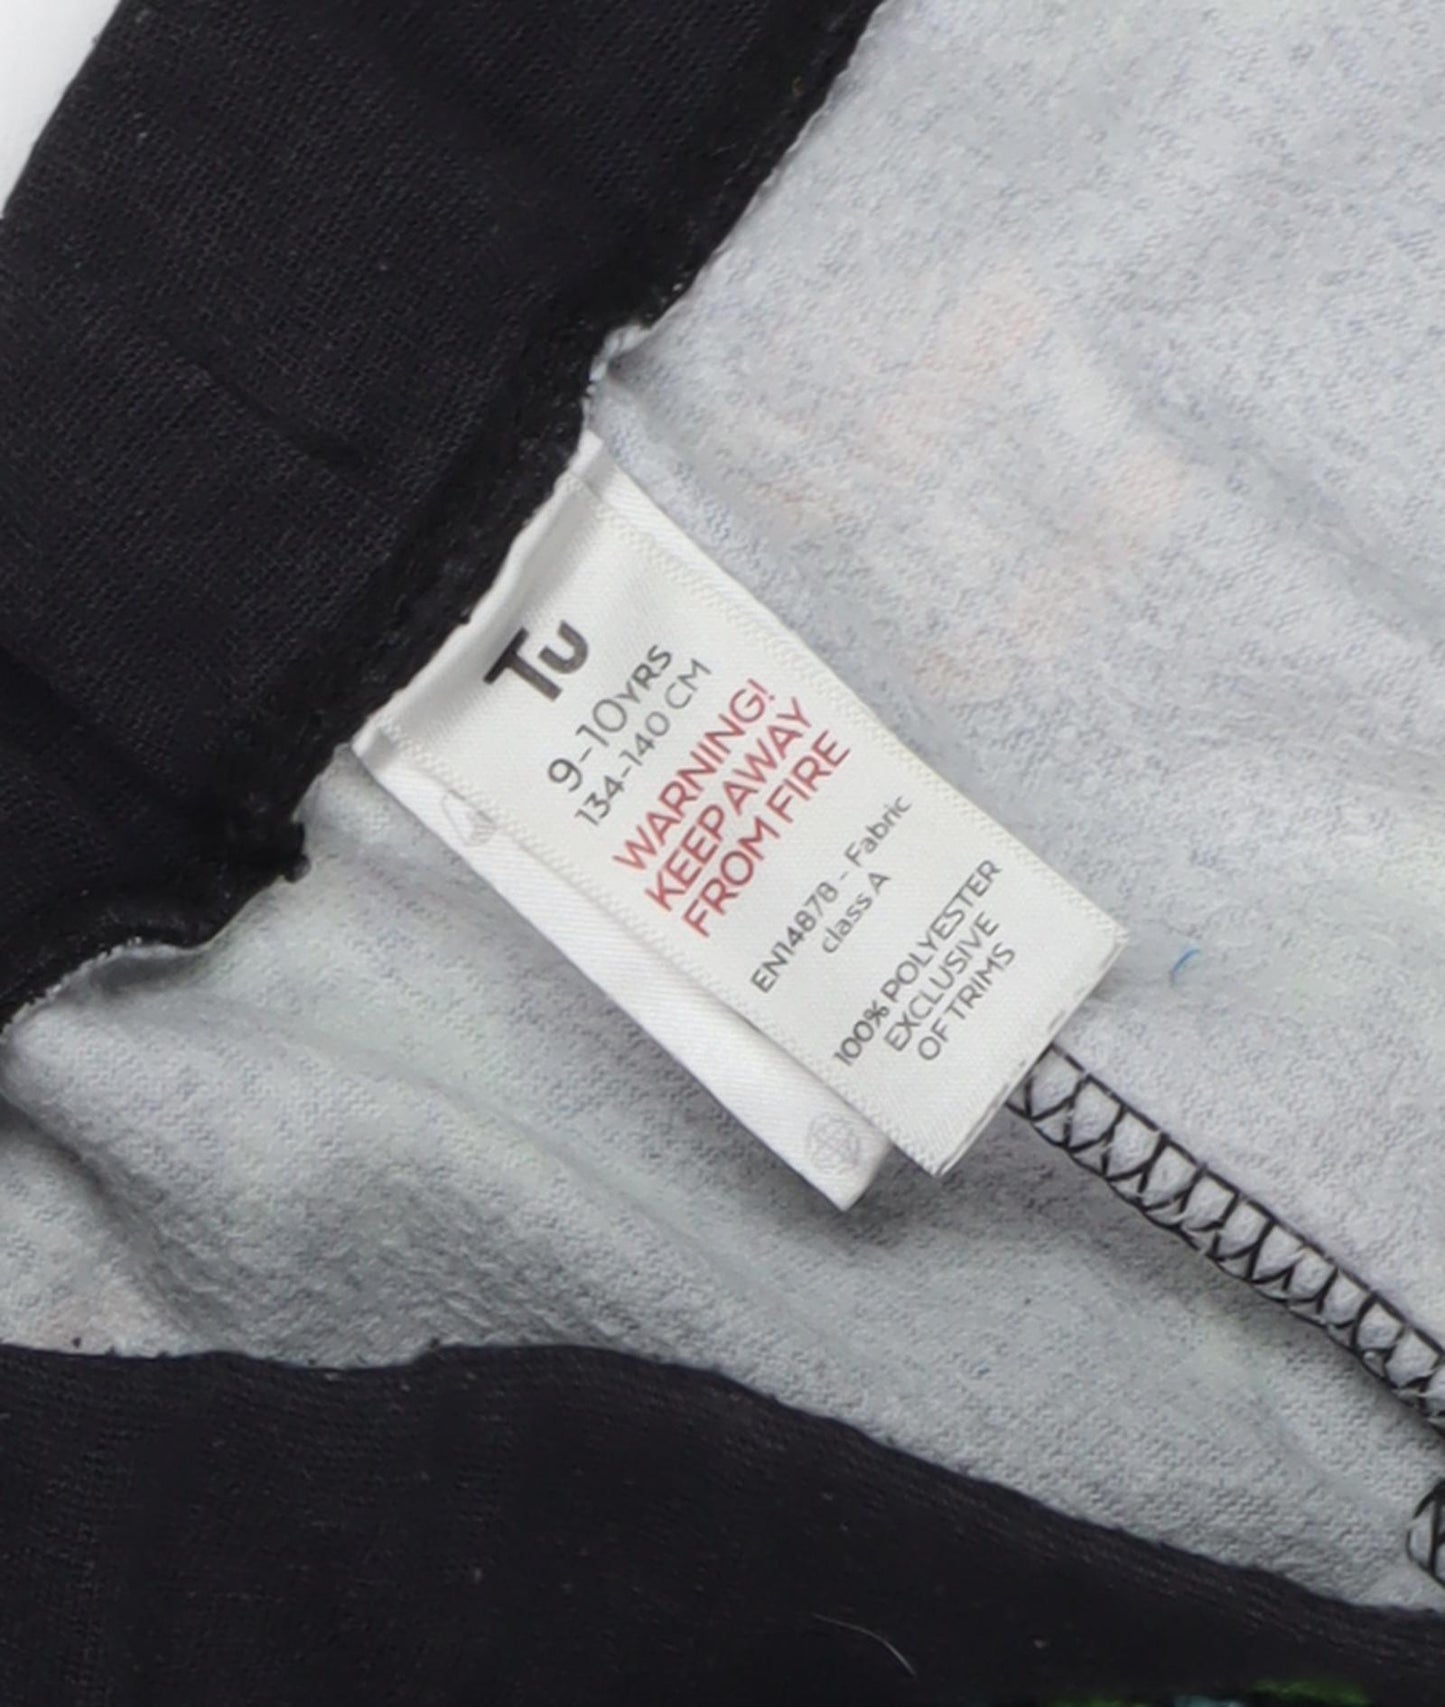 Tu
9-10YRS
134-140 CM
WARNING!
KEEP AWAY
FROM FIRE
EN14878 - Fabric
class A
100% POLYESTER
EXCLUSIVE
OF TRIMS